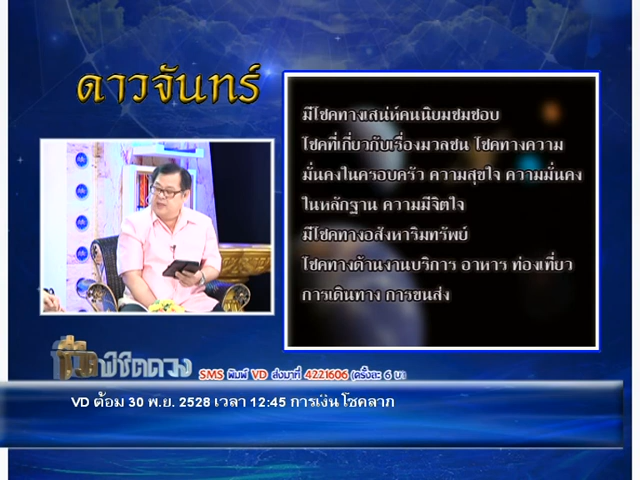 ดาวจันทร์
มีโชคทางเสน่ห์คนนิยมชมชอบ
โชคที่เกี่ยวกับเรื่องมวลชน โชคทางความ
มั่นคงในครอบครัว ความสุขใจ ความมั่นคง
ในหลักฐาน ความมีจิตใจ
มีโชคทางอสังหาริมทรัพย์
โชคทางด้านงานบริการ อาหาร ท่องเที่ยว
การเดินทาง การขนส่ง
พิชิตดวง
SMS พิมพ์ VD ส่งมาที่ 4221606 (ครั้งละ 6 บา
VD ต้อม 30 พ.ย. 2528 เวลา 12:45 การเงิน โชคลาภ